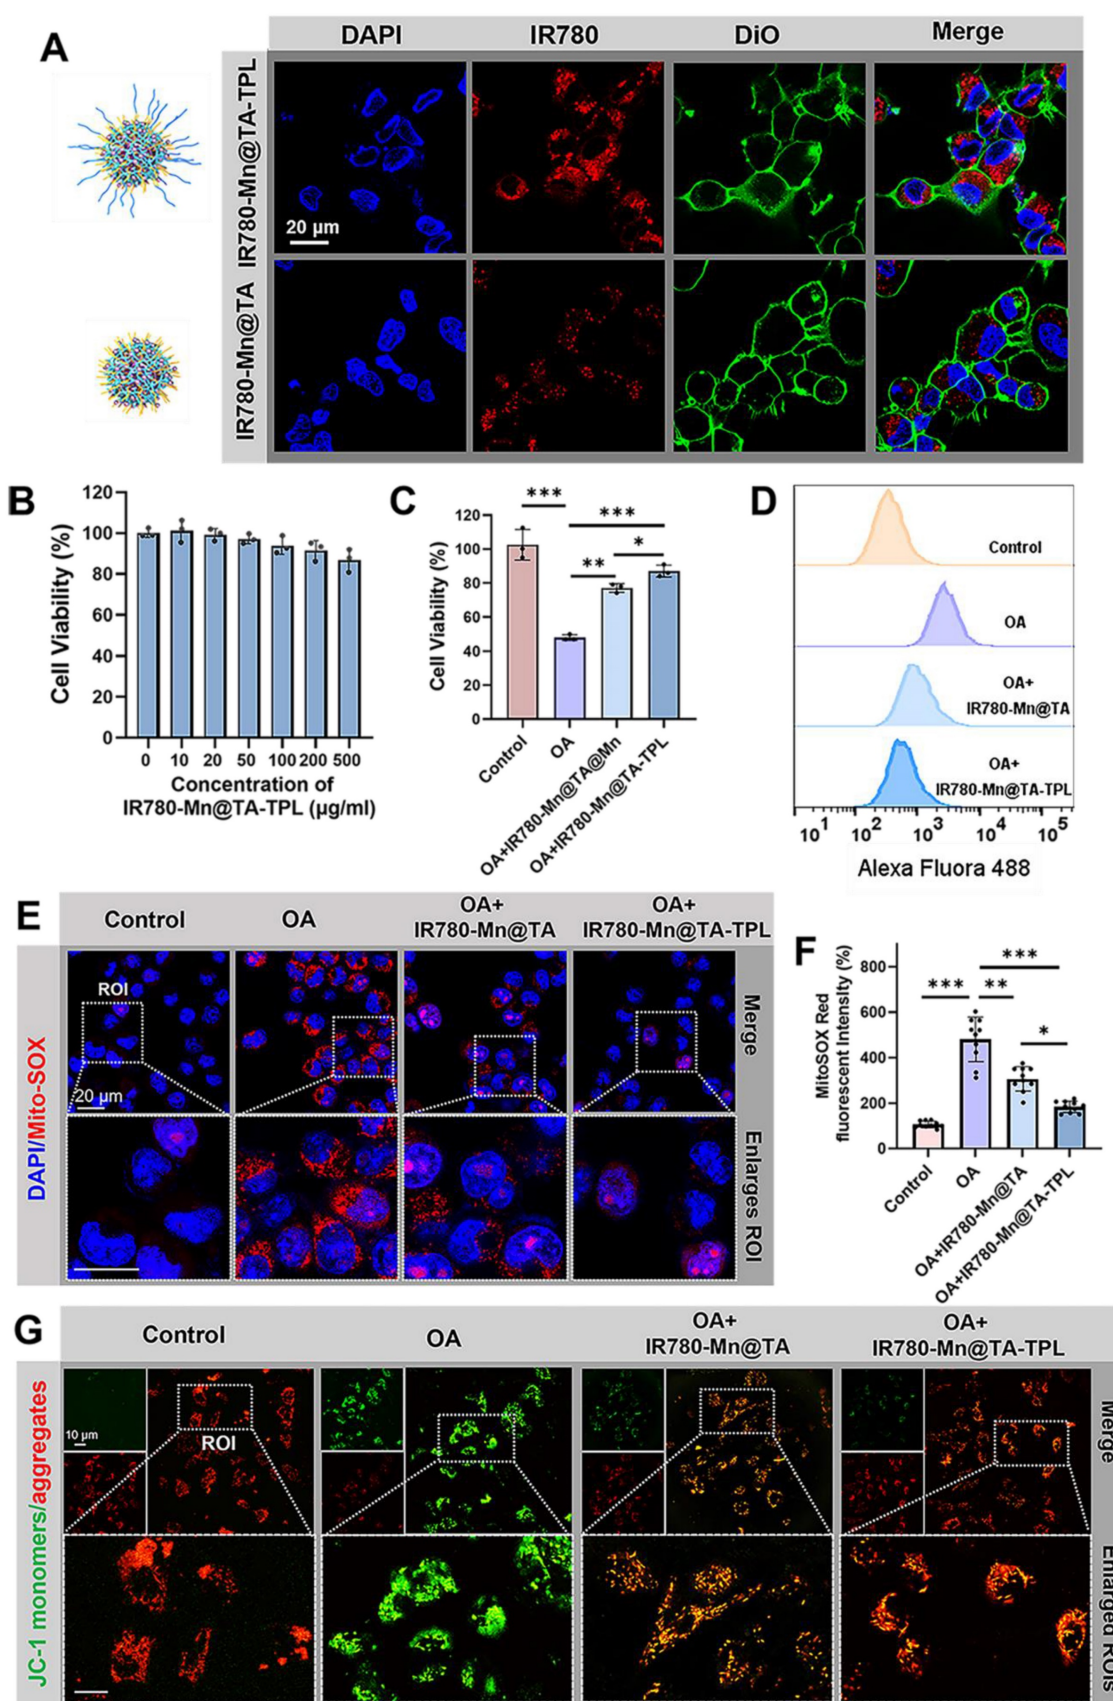 A
DAPI
IR780
DiO
Merge
IR780-Mn@TA-TPL
20 µm
IR780-Mn@TA
B
Cell Viability (%)
120
100
80
60
40
20
0
0 10 20 50 100 200 500
Concentration of
IR780-Mn@TA-TPL (µg/ml)
C
Cell Viability (%)
120
100
80
60
40
20
0
***
***
**
*
Control
OA
OA+IR780-Mn@TA@Mn
OA+IR780-Mn@TA-TPL
D
Control
OA
OA+
IR780-Mn@TA
OA+
IR780-Mn@TA-TPL
10¹ 10² 10³ 10⁴ 10⁵
Alexa Fluora 488
E
Control
OA
OA+
IR780-Mn@TA
OA+
IR780-Mn@TA-TPL
DAPI/Mito-SOX
ROI
20 µm
Merge
Enlarges ROI
F
MitoSOX Red
fluorescent Intensity (%)
800
600
400
200
0
***
***
**
*
Control
OA
OA+IR780-Mn@TA
OA+IR780-Mn@TA-TPL
G
Control
OA
OA+
IR780-Mn@TA
OA+
IR780-Mn@TA-TPL
JC-1 monomers/aggregates
10 µm
ROI
Merge
Enlarged ROIs